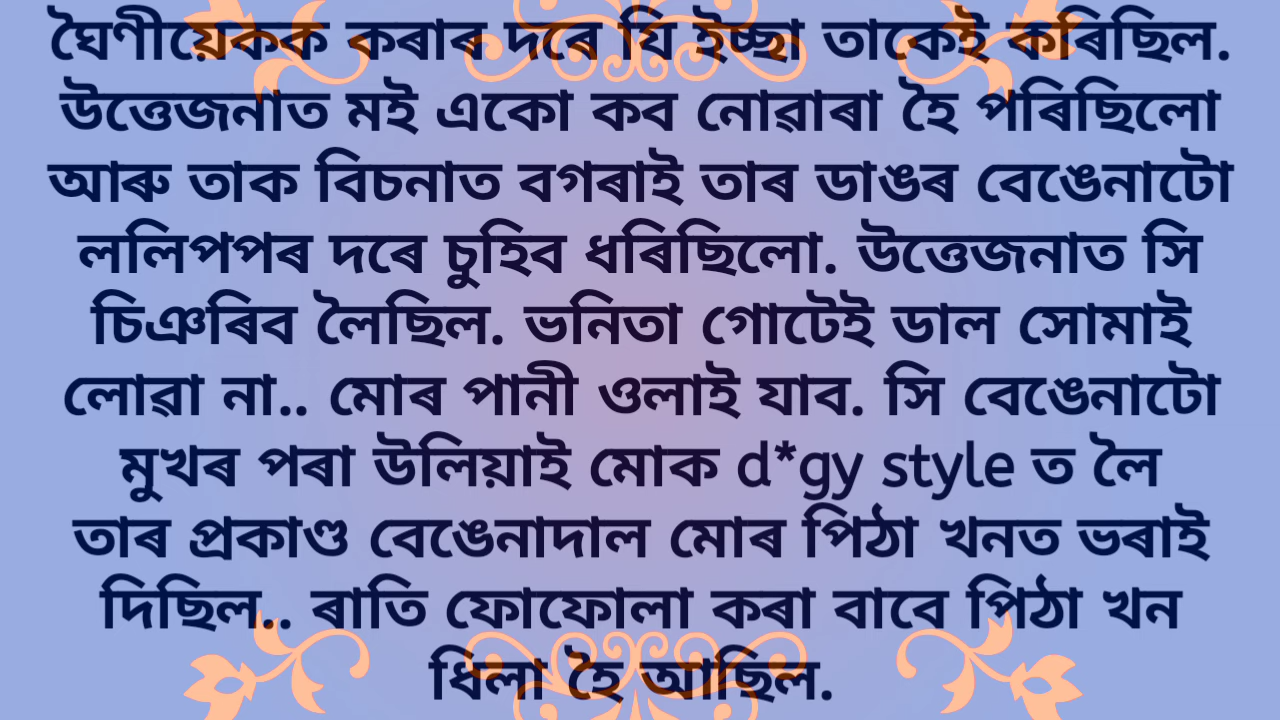 ঘৈণীয়েকক কৰাৰ দৰে যি ইচ্ছা তাকেই কৰিছিল.
উত্তেজনাত মই একো কব নোৱাৰা হৈ পৰিছিলো
আৰু তাক বিচনাত বগৰাই তাৰ ডাঙৰ বেঙেনাটো
ললিপপৰ দৰে চুহিব ধৰিছিলো. উত্তেজনাত সি
চিঞৰিব লৈছিল. ভনিতা গোটেই ডাল সোমাই
লোৱা না.. মোৰ পানী ওলাই যাব. সি বেঙেনাটো
মুখৰ পৰা উলিয়াই মোক d*gy style ত লৈ
তাৰ প্ৰকাণ্ড বেঙেনাদাল মোৰ পিঠা খনত ভৰাই
দিছিল.. ৰাতি ফোফোলা কৰা বাবে পিঠা খন
ধিলা হৈ আছিল.